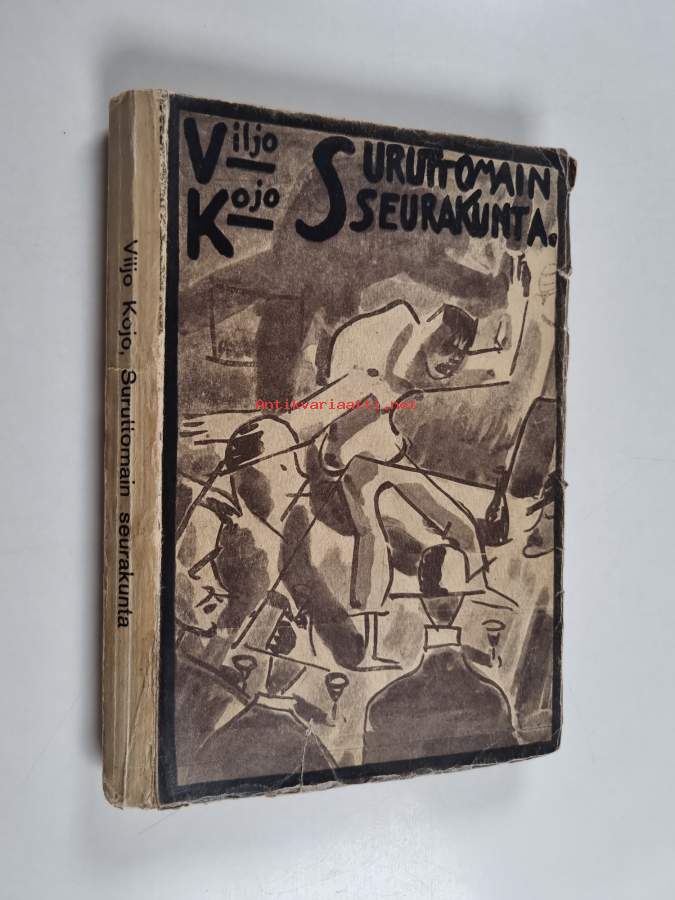 Viljo
Kojo
SURUTTOMAIN
SEURAKUNTA.
Antikvariaatti.net
Viljo Kojo, Suruttomain seurakunta